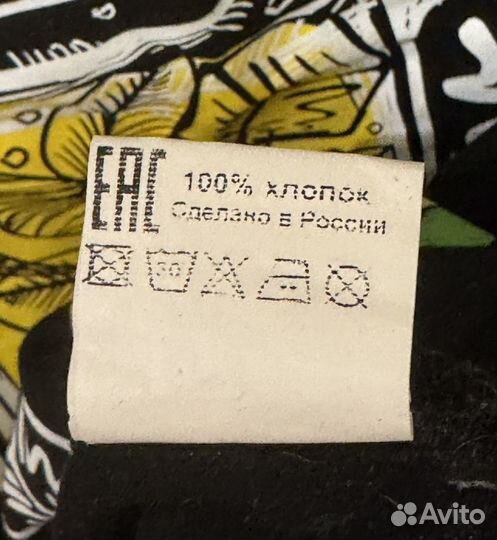 EAC
100% хлопок
Сделано в России
30
Avito